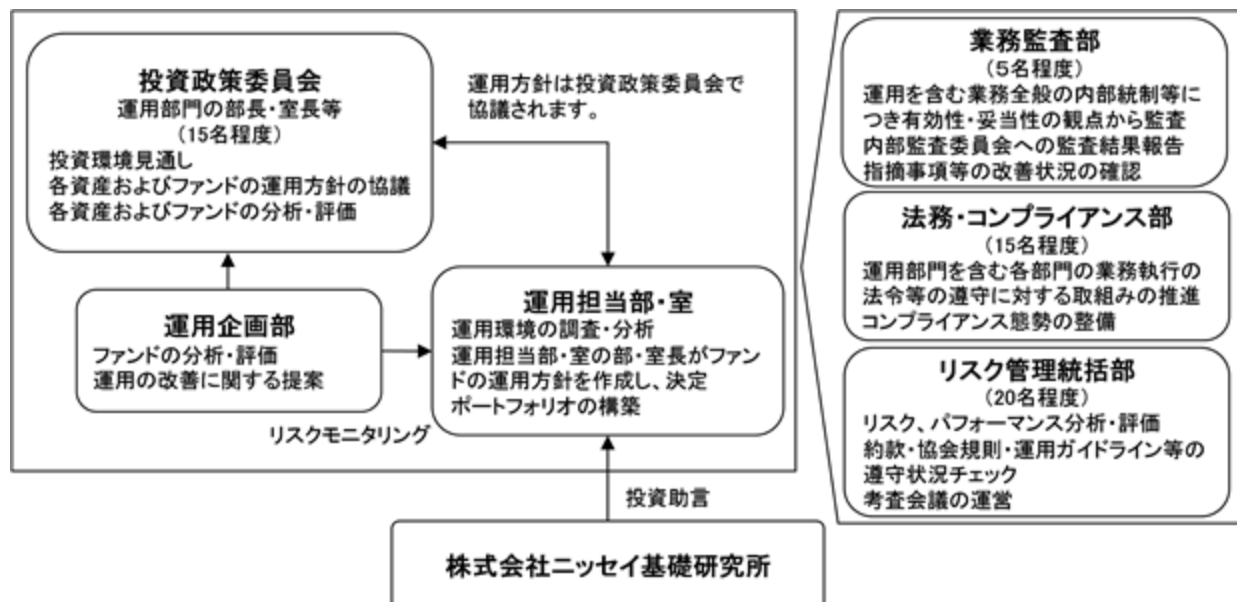 投資政策委員会
運用部門の部長・室長等
(15名程度)
投資環境見通し
各資産およびファンドの運用方針の協議
各資産およびファンドの分析・評価
運用方針は投資政策委員会で
協議されます。
運用企画部
ファンドの分析・評価
運用の改善に関する提案
運用担当部・室
運用環境の調査・分析
運用担当部・室の部・室長がファン
ドの運用方針を作成し、決定
ポートフォリオの構築
リスクモニタリング
投資助言
株式会社ニッセイ基礎研究所
業務監査部
(5名程度)
運用を含む業務全般の内部統制等に
つき有効性・妥当性の観点から監査
内部監査委員会への監査結果報告
指摘事項等の改善状況の確認
法務・コンプライアンス部
(15名程度)
運用部門を含む各部門の業務執行の
法令等の遵守に対する取組みの推進
コンプライアンス態勢の整備
リスク管理統括部
(20名程度)
リスク、パフォーマンス分析・評価
約款・協会規則・運用ガイドライン等の
遵守状況チェック
考査会議の運営